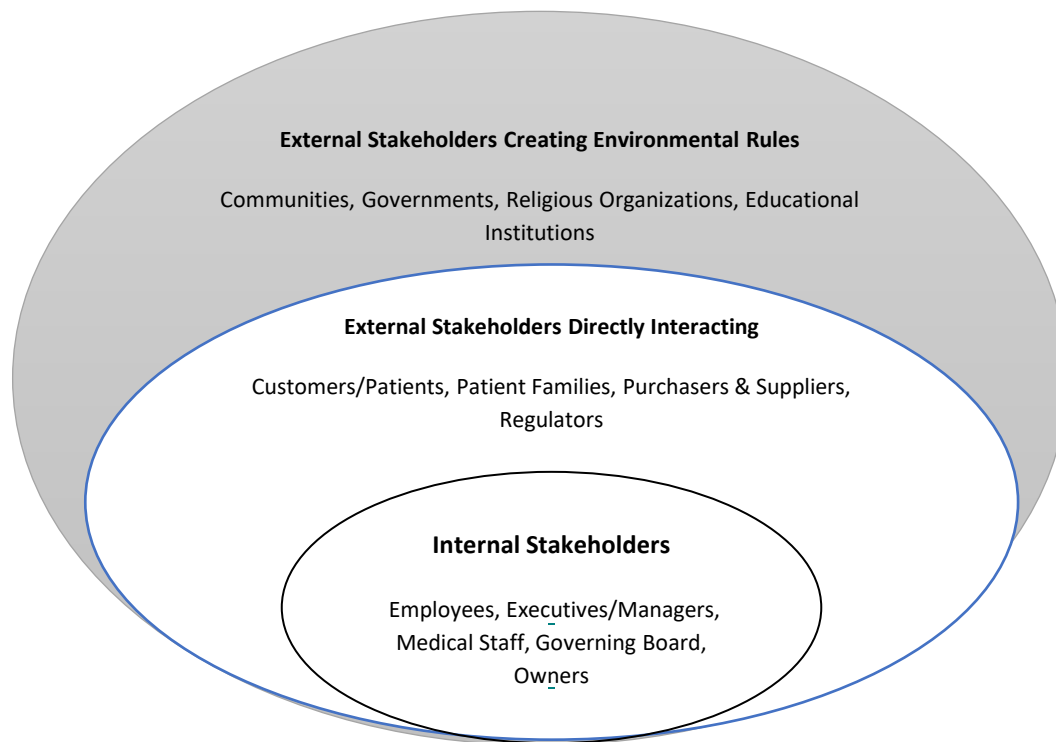 External Stakeholders Creating Environmental Rules
Communities, Governments, Religious Organizations, Educational
Institutions
External Stakeholders Directly Interacting
Customers/Patients, Patient Families, Purchasers & Suppliers,
Regulators
Internal Stakeholders
Employees, Executives/Managers,
Medical Staff, Governing Board,
Owners